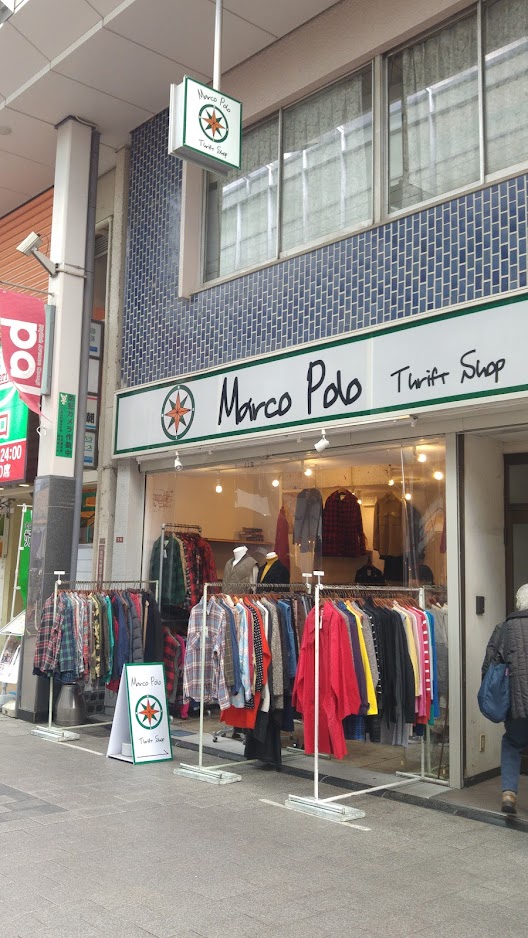 Marco Polo
Thrift Shop
Marco Polo Thrift Shop
Marco Polo
Thrift Shop
24:00